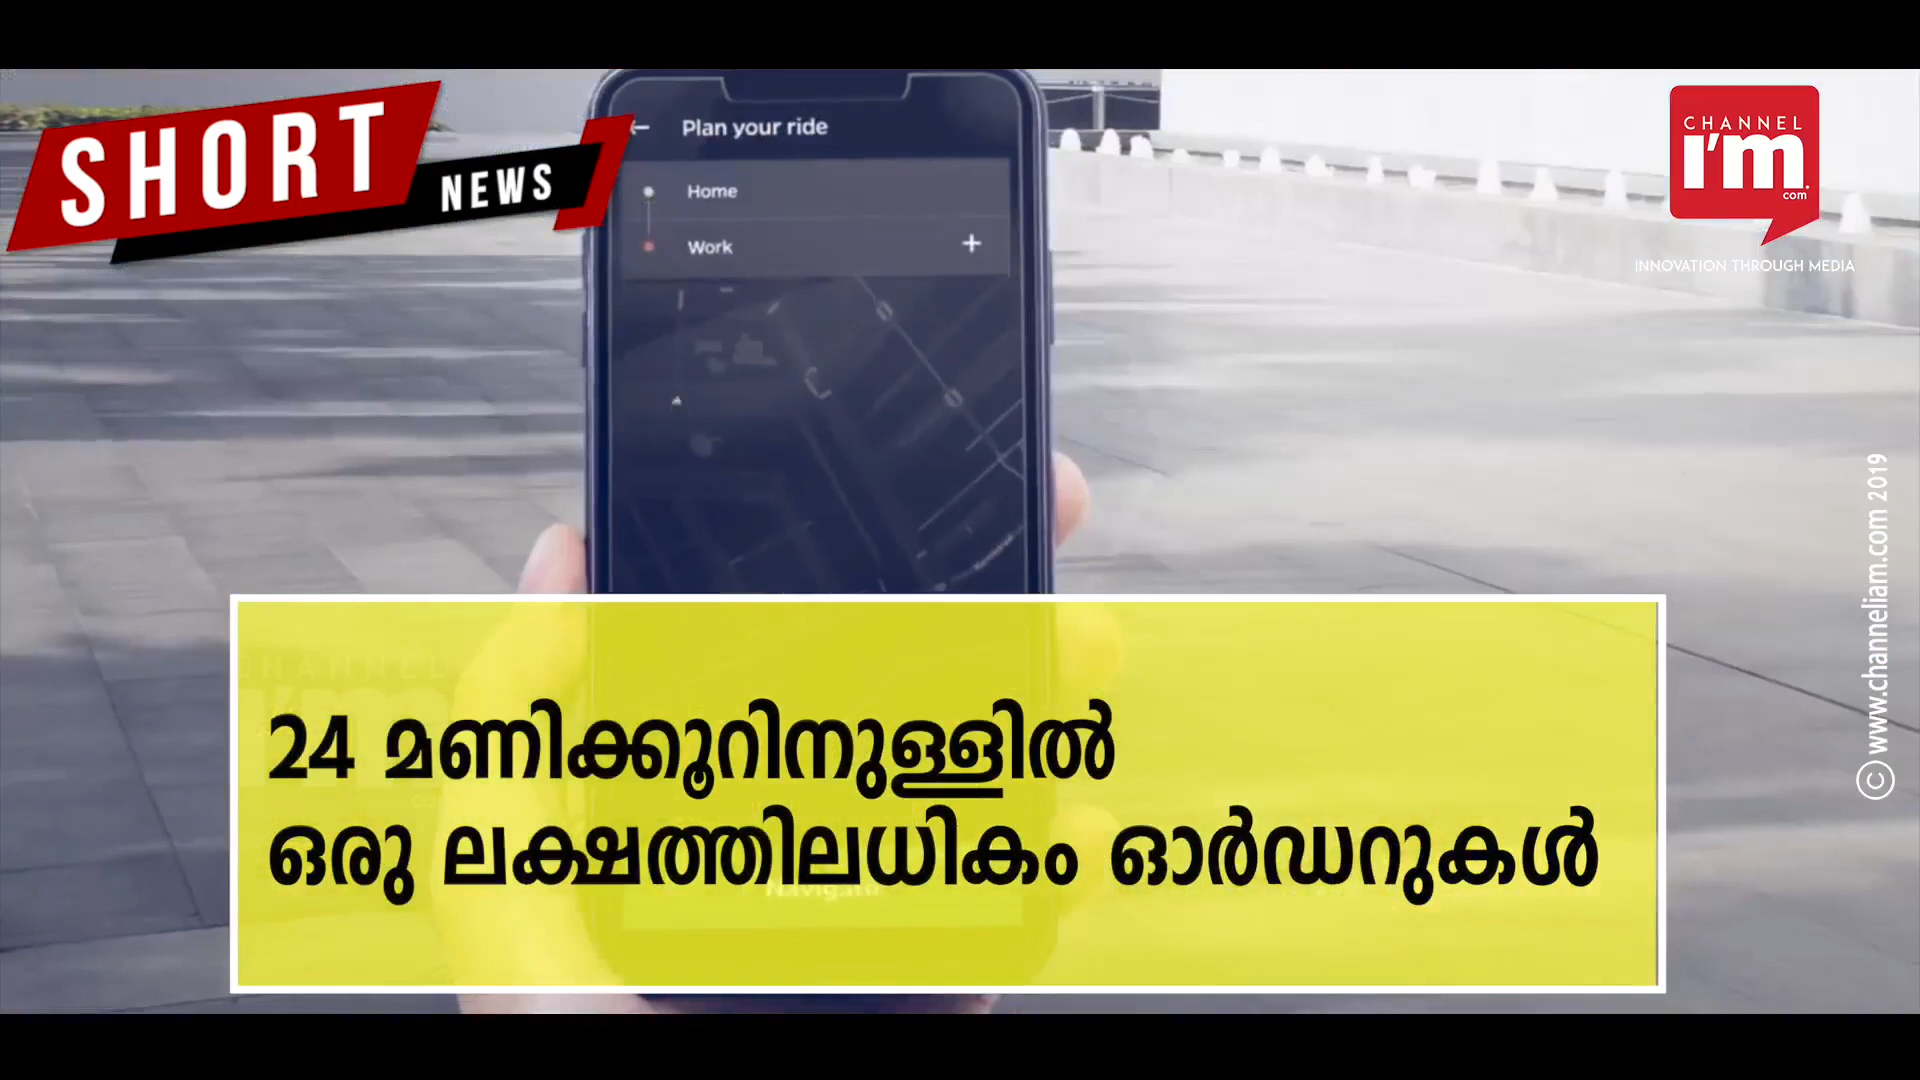 SHORT
NEWS
Plan your ride
Home
Work
CHANNEL
I'm
com
INNOVATION THROUGH MEDIA
24 മണിക്കൂറിനുള്ളിൽ
ഒരു ലക്ഷത്തിലധികം ഓർഡറുകൾ
© www.channeliam.com 2019